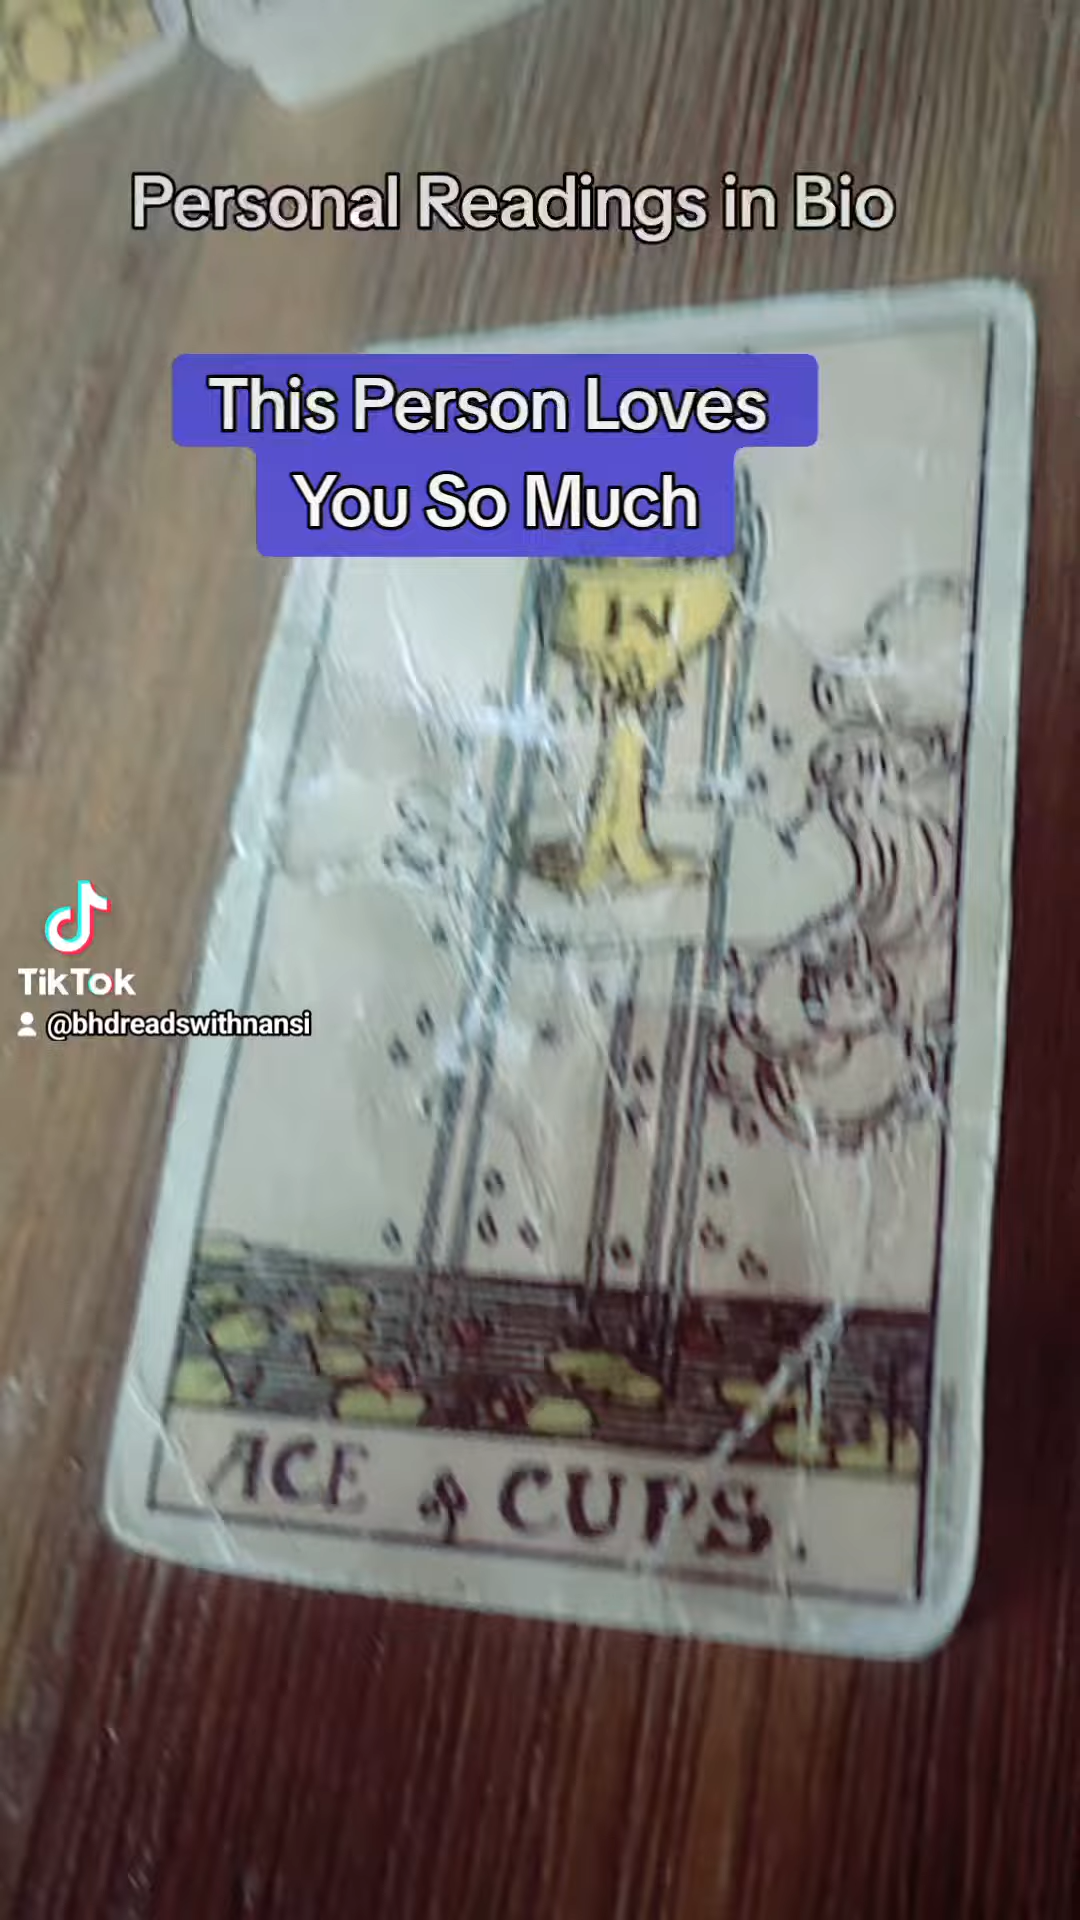 Personal Readings in Bio
This Person Loves
You So Much
TikTok
@bhdreadswithnansi
ACE of CUPS.